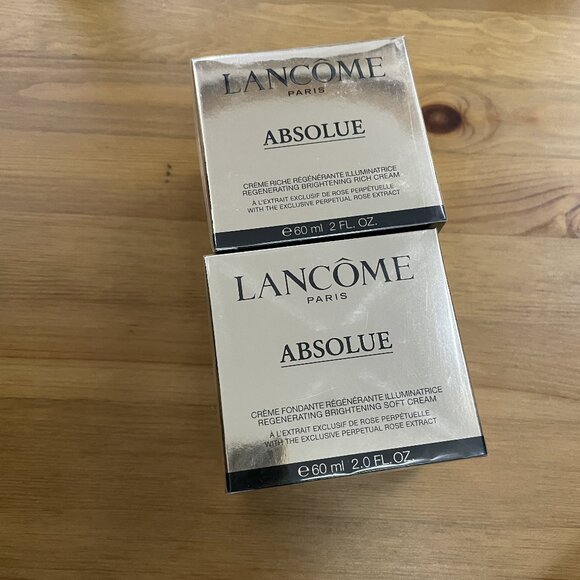 LANCÔME
PARIS
ABSOLUE
CRÈME RICHE RÉGÉNÉRANTE ILLUMINATRICE
REGENERATING BRIGHTENING RICH CREAM
À L'EXTRAIT EXCLUSIF DE ROSE PERPÉTUELLE
WITH THE EXCLUSIVE PERPETUAL ROSE EXTRACT
e 60 ml 2 FL. OZ.
LANCÔME
PARIS
ABSOLUE
CRÈME FONDANTE RÉGÉNÉRANTE ILLUMINATRICE
REGENERATING BRIGHTENING SOFT CREAM
À L'EXTRAIT EXCLUSIF DE ROSE PERPÉTUELLE
WITH THE EXCLUSIVE PERPETUAL ROSE EXTRACT
e 60 ml 2.0 FL. OZ.